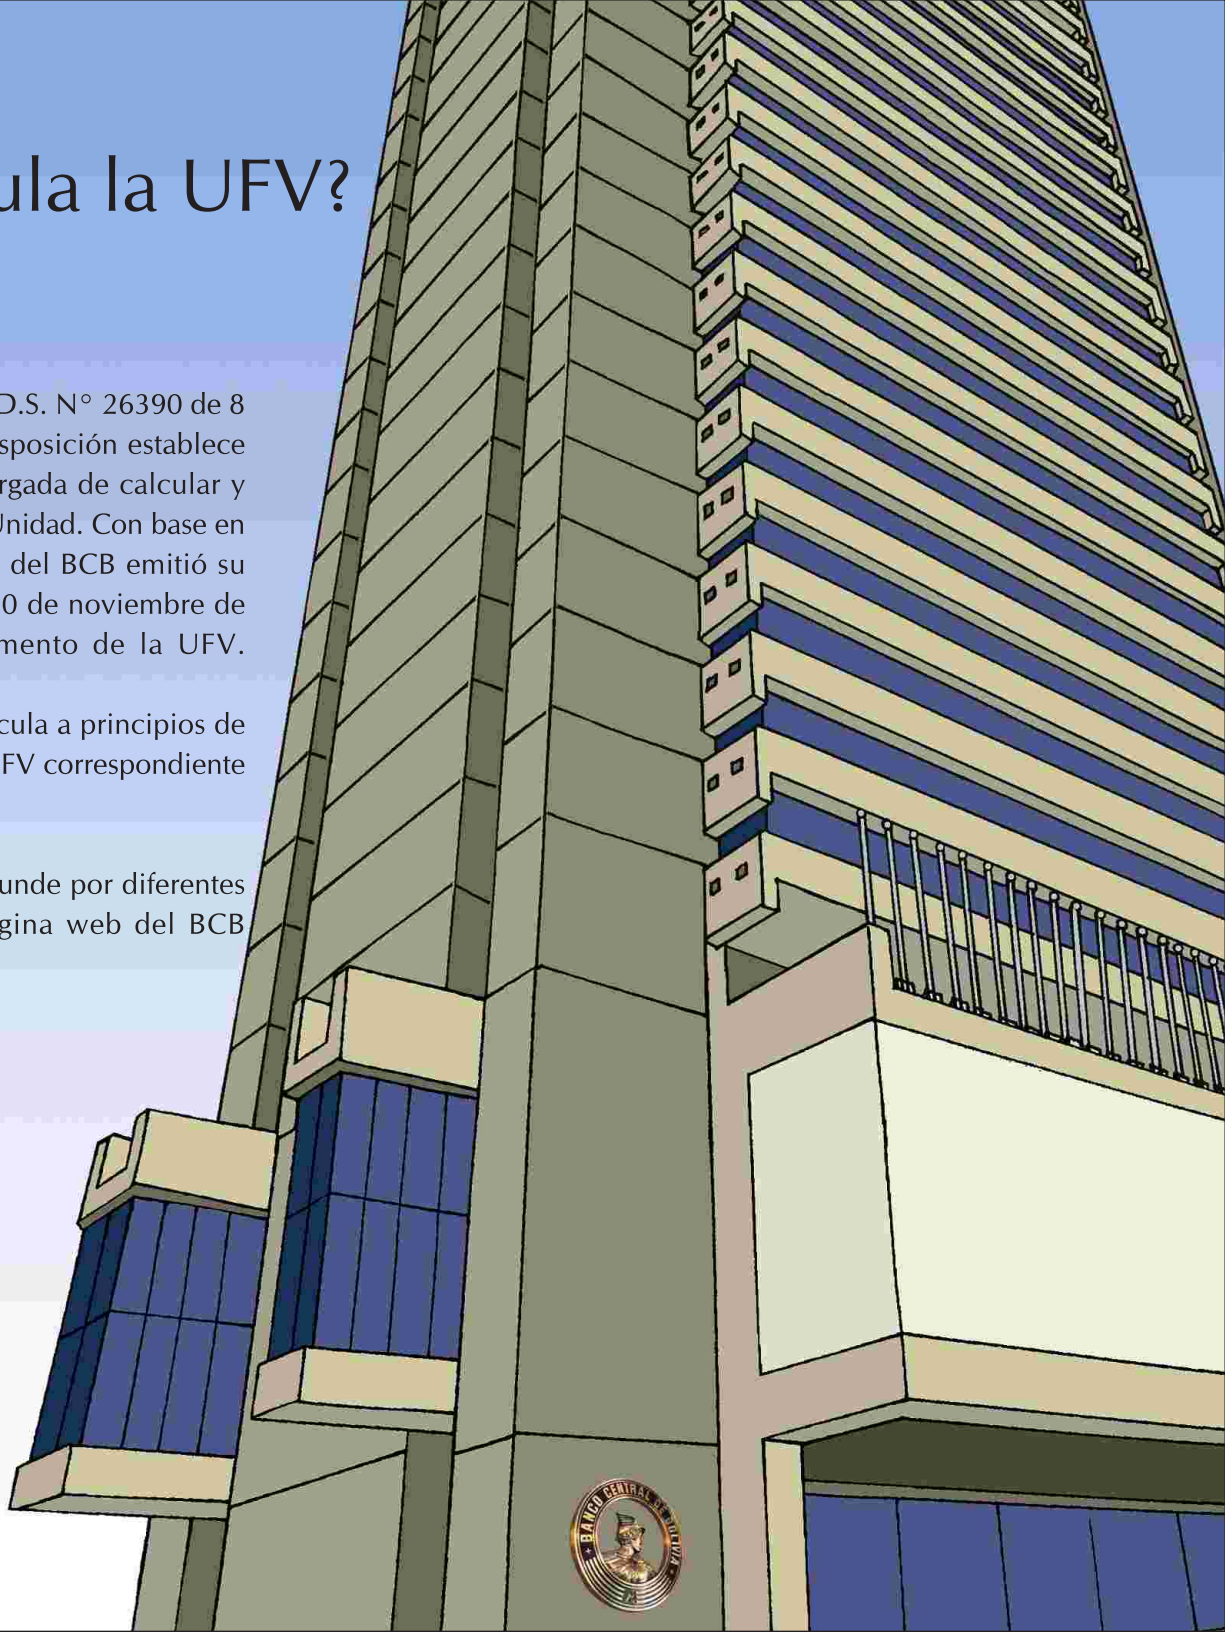 ula la UFV?
D.S. N° 26390 de 8
sposición establece
rgada de calcular y
Unidad. Con base en
del BCB emitió su
0 de noviembre de
mento de la UFV.
cula a principios de
FV correspondiente
unde por diferentes
gina web del BCB
BANCO CENTRAL DE BOLIVIA